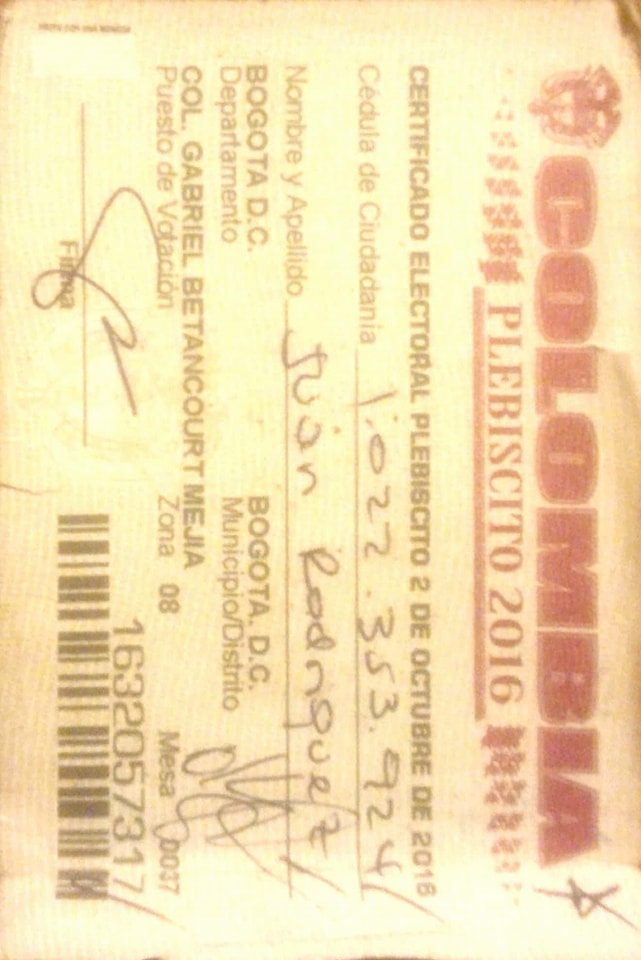 COLOMBIA
PLEBISCITO 2016
CERTIFICADO ELECTORAL PLEBISCITO 2 DE OCTUBRE DE 2016
Cédula de Ciudadanía 1.022.353.924
Nombre y Apellido Juan Rodriguez
BOGOTA D.C. BOGOTA. D.C.
Departamento Municipio/Distrito
COL. GABRIEL BETANCOURT MEJIA
Puesto de Votación Zona 08 Mesa 0037
Firma
1632057317